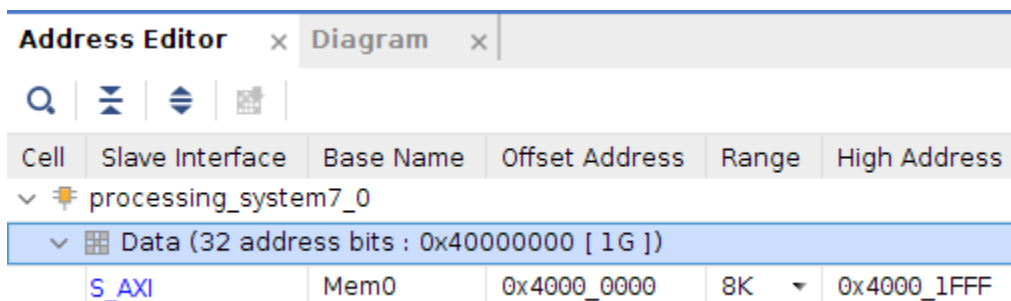 Address Editor × Diagram ×
Cell Slave Interface Base Name Offset Address Range High Address
processing_system7_0
Data (32 address bits : 0x40000000 [ 1G ])
S_AXI Mem0 0x4000_0000 8K 0x4000_1FFF